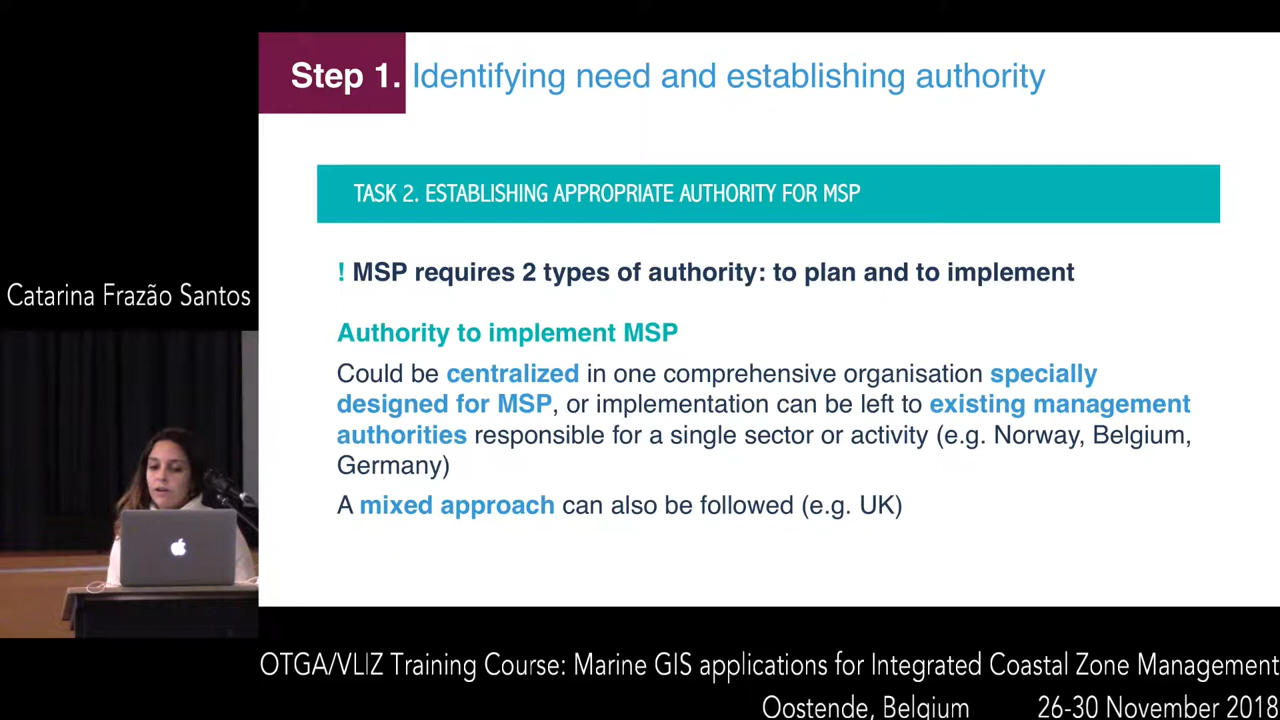 Step 1. Identifying need and establishing authority
TASK 2. ESTABLISHING APPROPRIATE AUTHORITY FOR MSP
! MSP requires 2 types of authority: to plan and to implement
Catarina Frazão Santos
Authority to implement MSP
Could be centralized in one comprehensive organisation specially
designed for MSP, or implementation can be left to existing management
authorities responsible for a single sector or activity (e.g. Norway, Belgium,
Germany)
A mixed approach can also be followed (e.g. UK)
OTGA/VLIZ Training Course: Marine GIS applications for Integrated Coastal Zone Management
Oostende, Belgium 26-30 November 2018